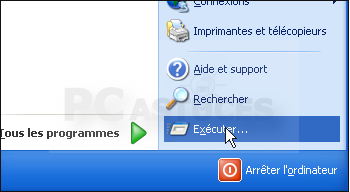 Connexions
Imprimantes et télécopieurs
Aide et support
Rechercher
Tous les programmes
Exécuter...
Arrêter l'ordinateur